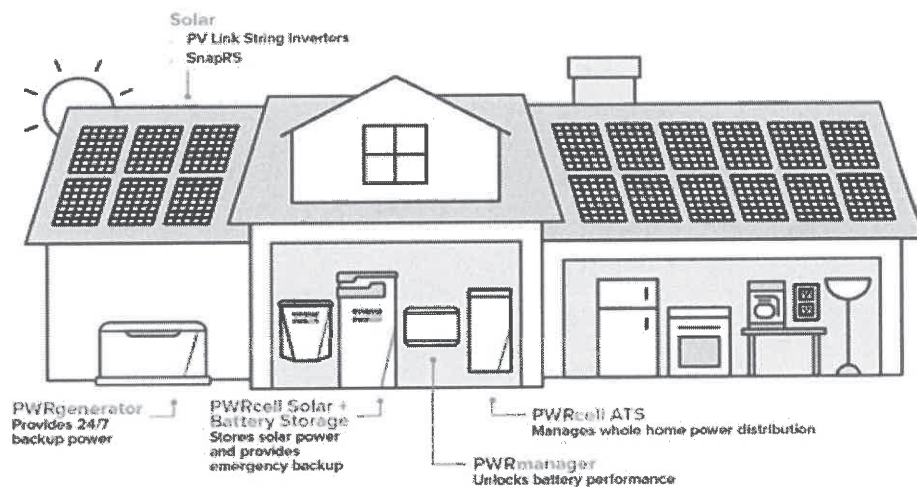 Solar
PV Link String Inverters
SnapRS
PWRgenerator
Provides 24/7
backup power
PWRcell Solar +
Battery Storage
Stores solar power
and provides
emergency backup
PWRcell ATS
Manages whole home power distribution
PWRmanager
Unlocks battery performance